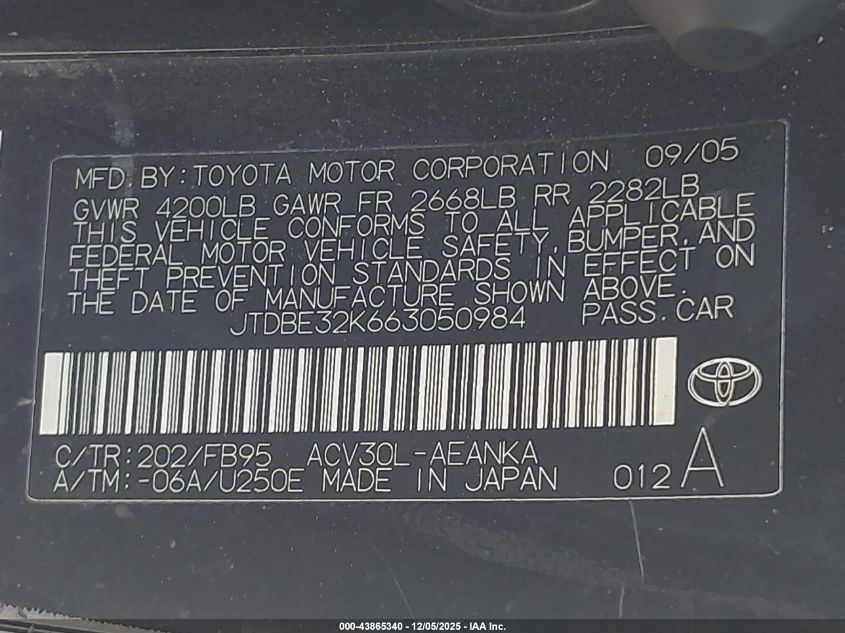 MFD. BY: TOYOTA MOTOR CORPORATION 09/05
GVWR 4200LB GAWR FR 2668LB RR 2282LB
THIS VEHICLE CONFORMS TO ALL APPLICABLE
FEDERAL MOTOR VEHICLE SAFETY, BUMPER, AND
THEFT PREVENTION STANDARDS IN EFFECT ON
THE DATE OF MANUFACTURE SHOWN ABOVE.
JTDBE32K663050984 PASS. CAR
C/TR: 202/FB95 ACV30L-AEANKA
A/TM: -06A/U250E MADE IN JAPAN 012 A
000-43865340 - 12/05/2025 - IAA Inc.